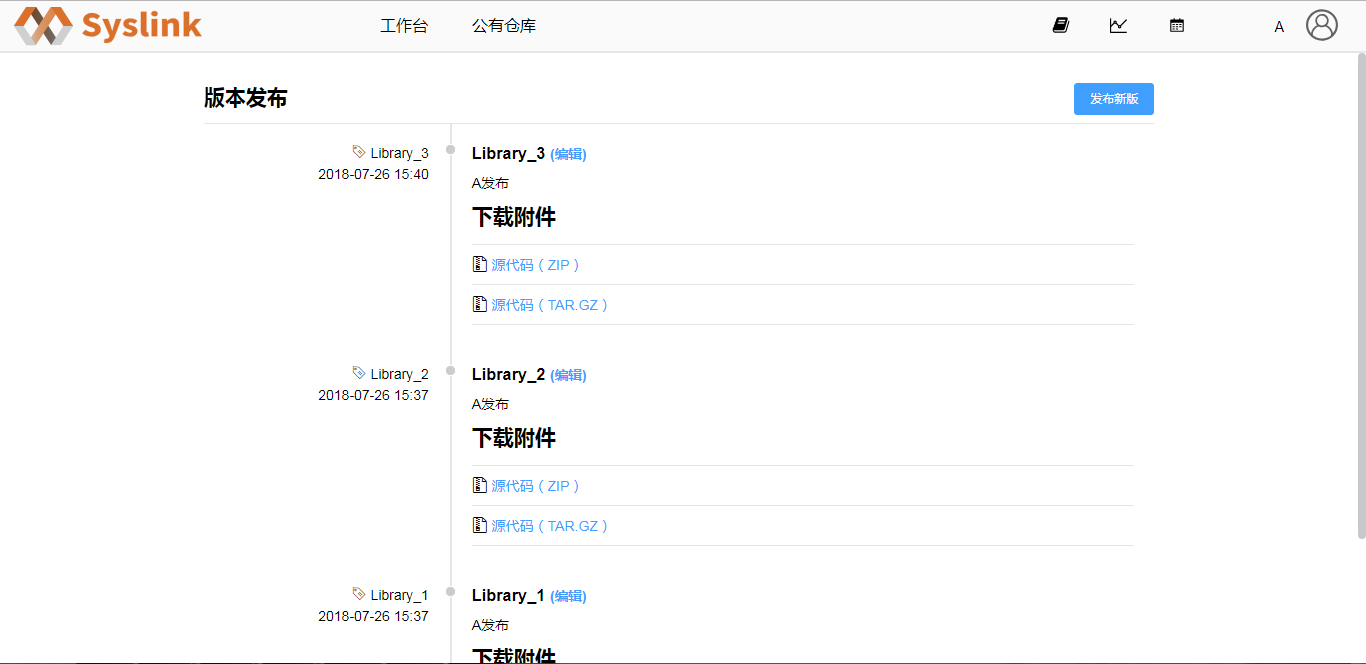 Syslink
工作台
公有仓库
A
版本发布
发布新版
Library_3
2018-07-26 15:40
Library_3 (编辑)
A发布
下载附件
源代码（ZIP）
源代码（TAR.GZ）
Library_2
2018-07-26 15:37
Library_2 (编辑)
A发布
下载附件
源代码（ZIP）
源代码（TAR.GZ）
Library_1
2018-07-26 15:37
Library_1 (编辑)
A发布
下载附件